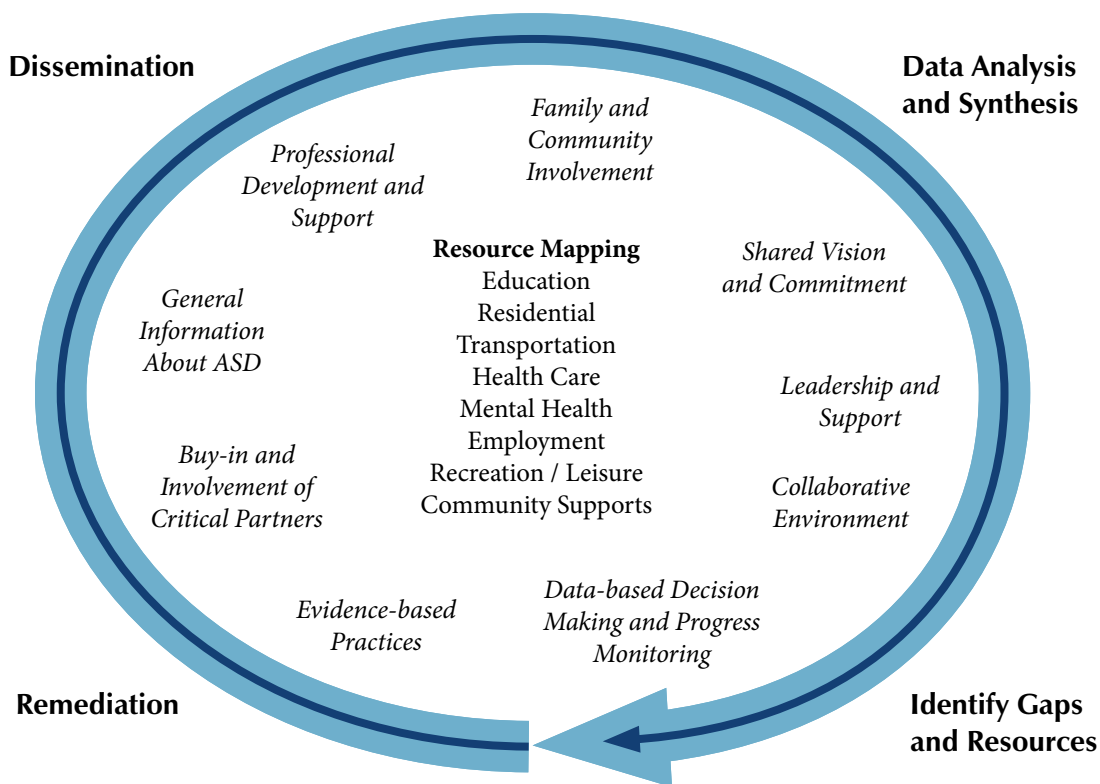 Dissemination
Data Analysis
and Synthesis
Family and
Community
Involvement
Professional
Development and
Support
Resource Mapping
Education
Residential
Transportation
Health Care
Mental Health
Employment
Recreation / Leisure
Community Supports
Shared Vision
and Commitment
General
Information
About ASD
Leadership and
Support
Buy-in and
Involvement of
Critical Partners
Collaborative
Environment
Evidence-based
Practices
Data-based Decision
Making and Progress
Monitoring
Remediation
Identify Gaps
and Resources